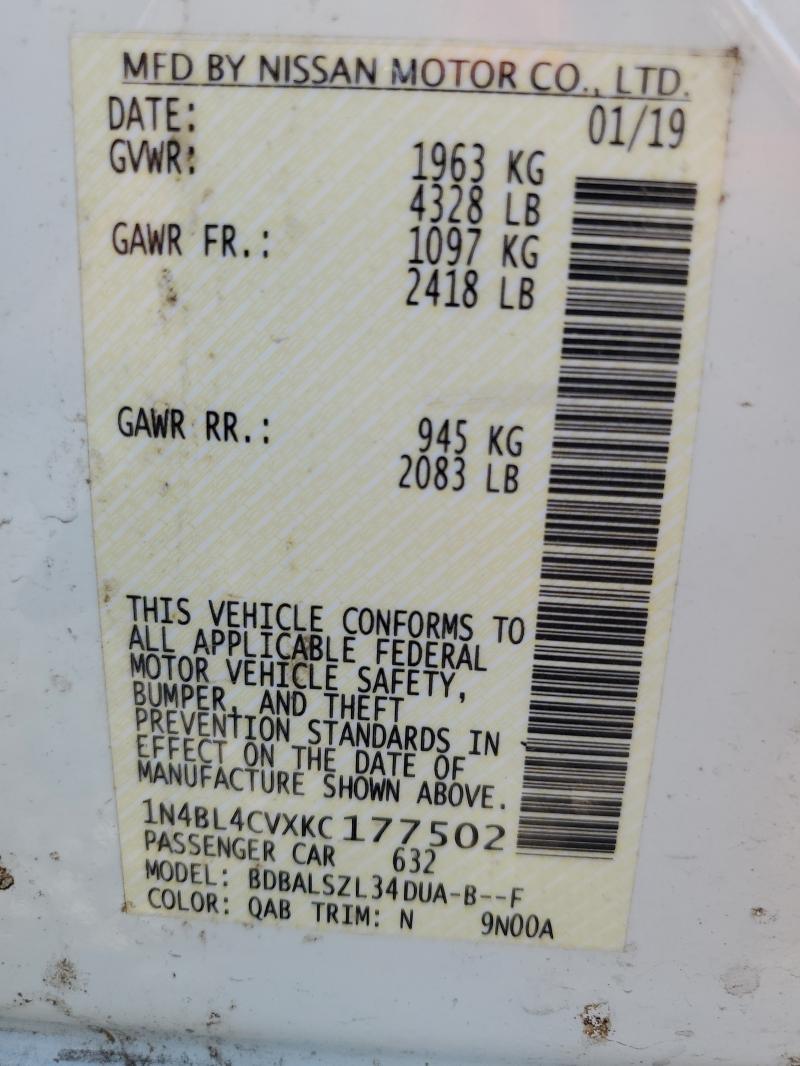 MFD BY NISSAN MOTOR CO., LTD.
DATE: 01/19
GVWR: 1963 KG
4328 LB
GAWR FR.: 1097 KG
2418 LB
GAWR RR.: 945 KG
2083 LB
THIS VEHICLE CONFORMS TO
ALL APPLICABLE FEDERAL
MOTOR VEHICLE SAFETY,
BUMPER, AND THEFT
PREVENTION STANDARDS IN
EFFECT ON THE DATE OF
MANUFACTURE SHOWN ABOVE.
1N4BL4CVXKC177502
PASSENGER CAR 632
MODEL: BDBALSZL34DUA-B--F
COLOR: QAB TRIM: N 9N00A